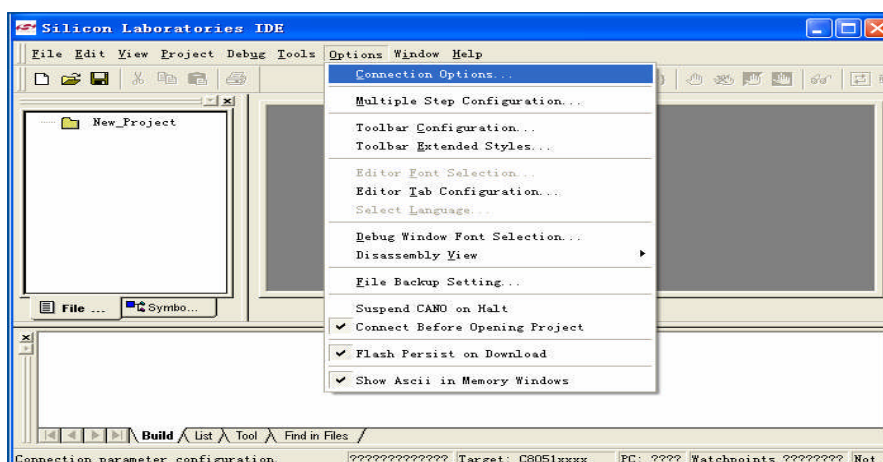 Silicon Laboratories IDE
File Edit View Project Debug Tools Options Window Help
Connection Options...
Multiple Step Configuration...
Toolbar Configuration...
Toolbar Extended Styles...
Editor Font Selection...
Editor Tab Configuration...
Select Language...
Debug Window Font Selection...
Disassembly View
File Backup Setting...
Suspend CAN0 on Halt
Connect Before Opening Project
Flash Persist on Download
Show Ascii in Memory Windows
New_Project
File ... Symbo...
Build List Tool Find in Files
Connection parameter configuration. ????????????? Target: C8051xxxx PC: ???? Watchpoints ???????? Not